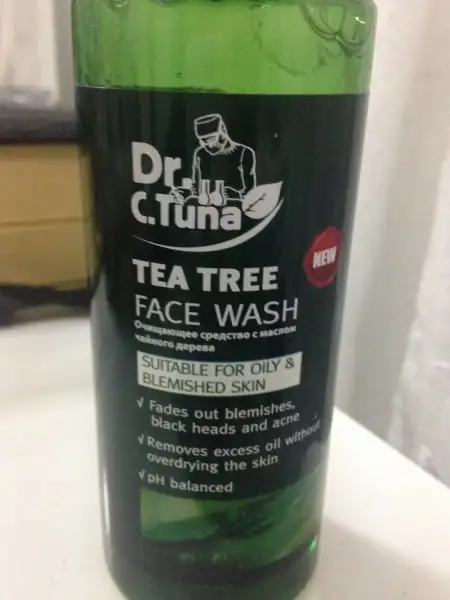 Dr.
C.Tuna
NEW
TEA TREE
FACE WASH
Очищающее средство с маслом
чайного дерева
SUITABLE FOR OILY &
BLEMISHED SKIN
√ Fades out blemishes,
black heads and acne
√ Removes excess oil without
overdrying the skin
√ pH balanced